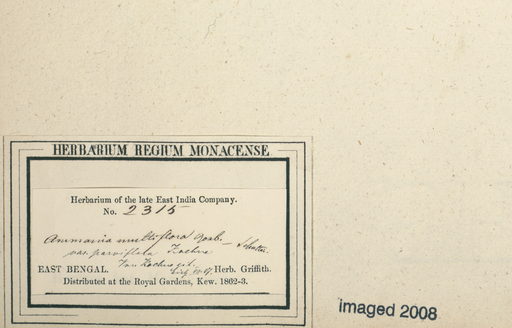 HERBARIUM REGIUM MONACENSE
Herbarium of the late East India Company.
No. 2315
Ammania multiflora Roxb. –
var. parviflora
EAST BENGAL. Herb. Griffith.
Distributed at the Royal Gardens, Kew. 1862-3.
imaged 2008